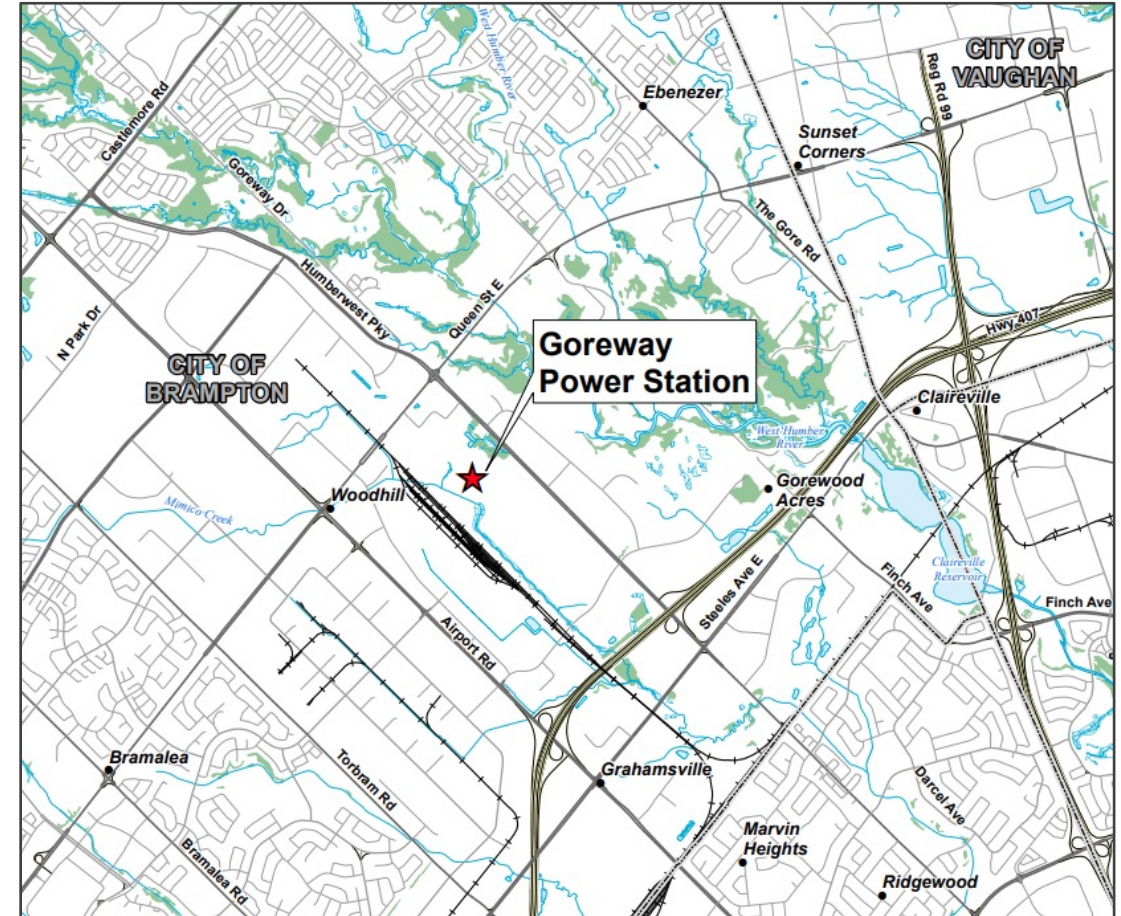 West Humber River
CITY OF
VAUGHAN
Reg Rd 99
Castlemore Rd
Ebenezer
Sunset
Corners
Goreway Dr
The Gore Rd
Humberwest Pky
Queen St E
N Park Dr
Hwy 407
Goreway
Power Station
CITY OF
BRAMPTON
Claireville
West Humber
River
Gorewood
Acres
Woodhill
Mimico Creek
Claireville
Reservoir
Finch Ave
Finch Ave
Steeles Ave E
Airport Rd
Bramalea
Torbram Rd
Grahamsville
Darcel Ave
Marvin
Heights
Bramalea Rd
Ridgewood